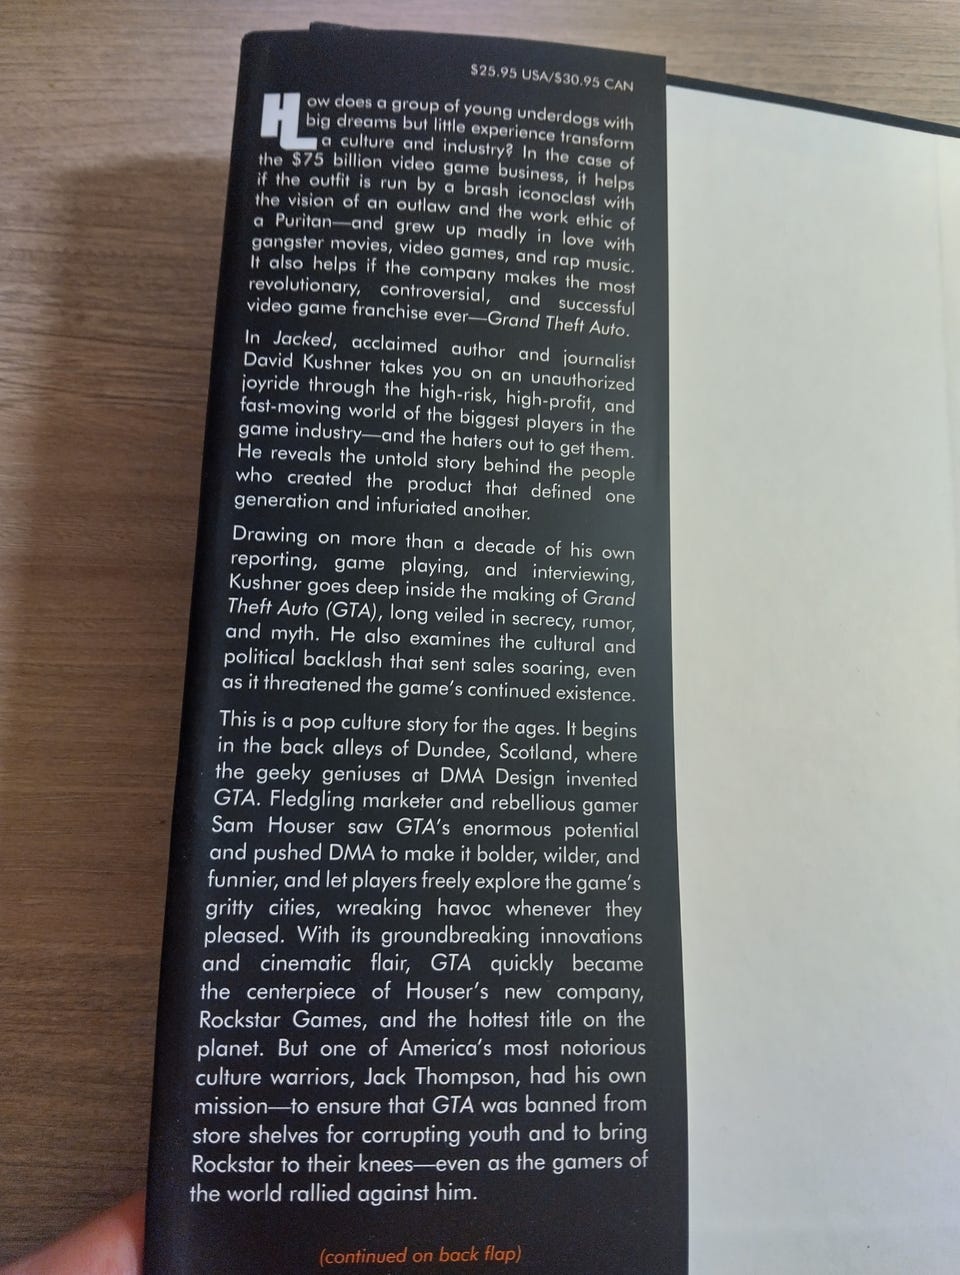 $25.95 USA/$30.95 CAN
How does a group of young underdogs with
big dreams but little experience transform
a culture and industry? In the case of
the $75 billion video game business, it helps
if the outfit is run by a brash iconoclast with
the vision of an outlaw and the work ethic of
a Puritan—and grew up madly in love with
gangster movies, video games, and rap music.
It also helps if the company makes the most
revolutionary, controversial, and successful
video game franchise ever—Grand Theft Auto.
In Jacked, acclaimed author and journalist
David Kushner takes you on an unauthorized
joyride through the high-risk, high-profit, and
fast-moving world of the biggest players in the
game industry—and the haters out to get them.
He reveals the untold story behind the people
who created the product that defined one
generation and infuriated another.
Drawing on more than a decade of his own
reporting, game playing, and interviewing,
Kushner goes deep inside the making of Grand
Theft Auto (GTA), long veiled in secrecy, rumor,
and myth. He also examines the cultural and
political backlash that sent sales soaring, even
as it threatened the game's continued existence.
This is a pop culture story for the ages. It begins
in the back alleys of Dundee, Scotland, where
the geeky geniuses at DMA Design invented
GTA. Fledgling marketer and rebellious gamer
Sam Houser saw GTA's enormous potential
and pushed DMA to make it bolder, wilder, and
funnier, and let players freely explore the game's
gritty cities, wreaking havoc whenever they
pleased. With its groundbreaking innovations
and cinematic flair, GTA quickly became
the centerpiece of Houser's new company,
Rockstar Games, and the hottest title on the
planet. But one of America's most notorious
culture warriors, Jack Thompson, had his own
mission—to ensure that GTA was banned from
store shelves for corrupting youth and to bring
Rockstar to their knees—even as the gamers of
the world rallied against him.
(continued on back flap)